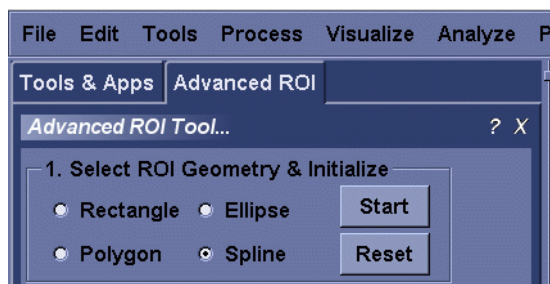 File Edit Tools Process Visualize Analyze
Tools & Apps Advanced ROI
Advanced ROI Tool... ? X
1. Select ROI Geometry & Initialize
Rectangle Ellipse Start
Polygon Spline Reset